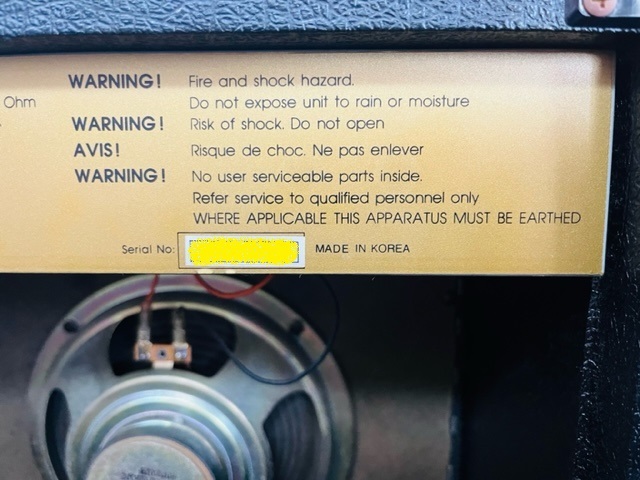 WARNING! Fire and shock hazard.
Ohm Do not expose unit to rain or moisture
WARNING! Risk of shock. Do not open
AVIS! Risque de choc. Ne pas enlever
WARNING! No user serviceable parts inside.
Refer service to qualified personnel only
WHERE APPLICABLE THIS APPARATUS MUST BE EARTHED
Serial No: MADE IN KOREA